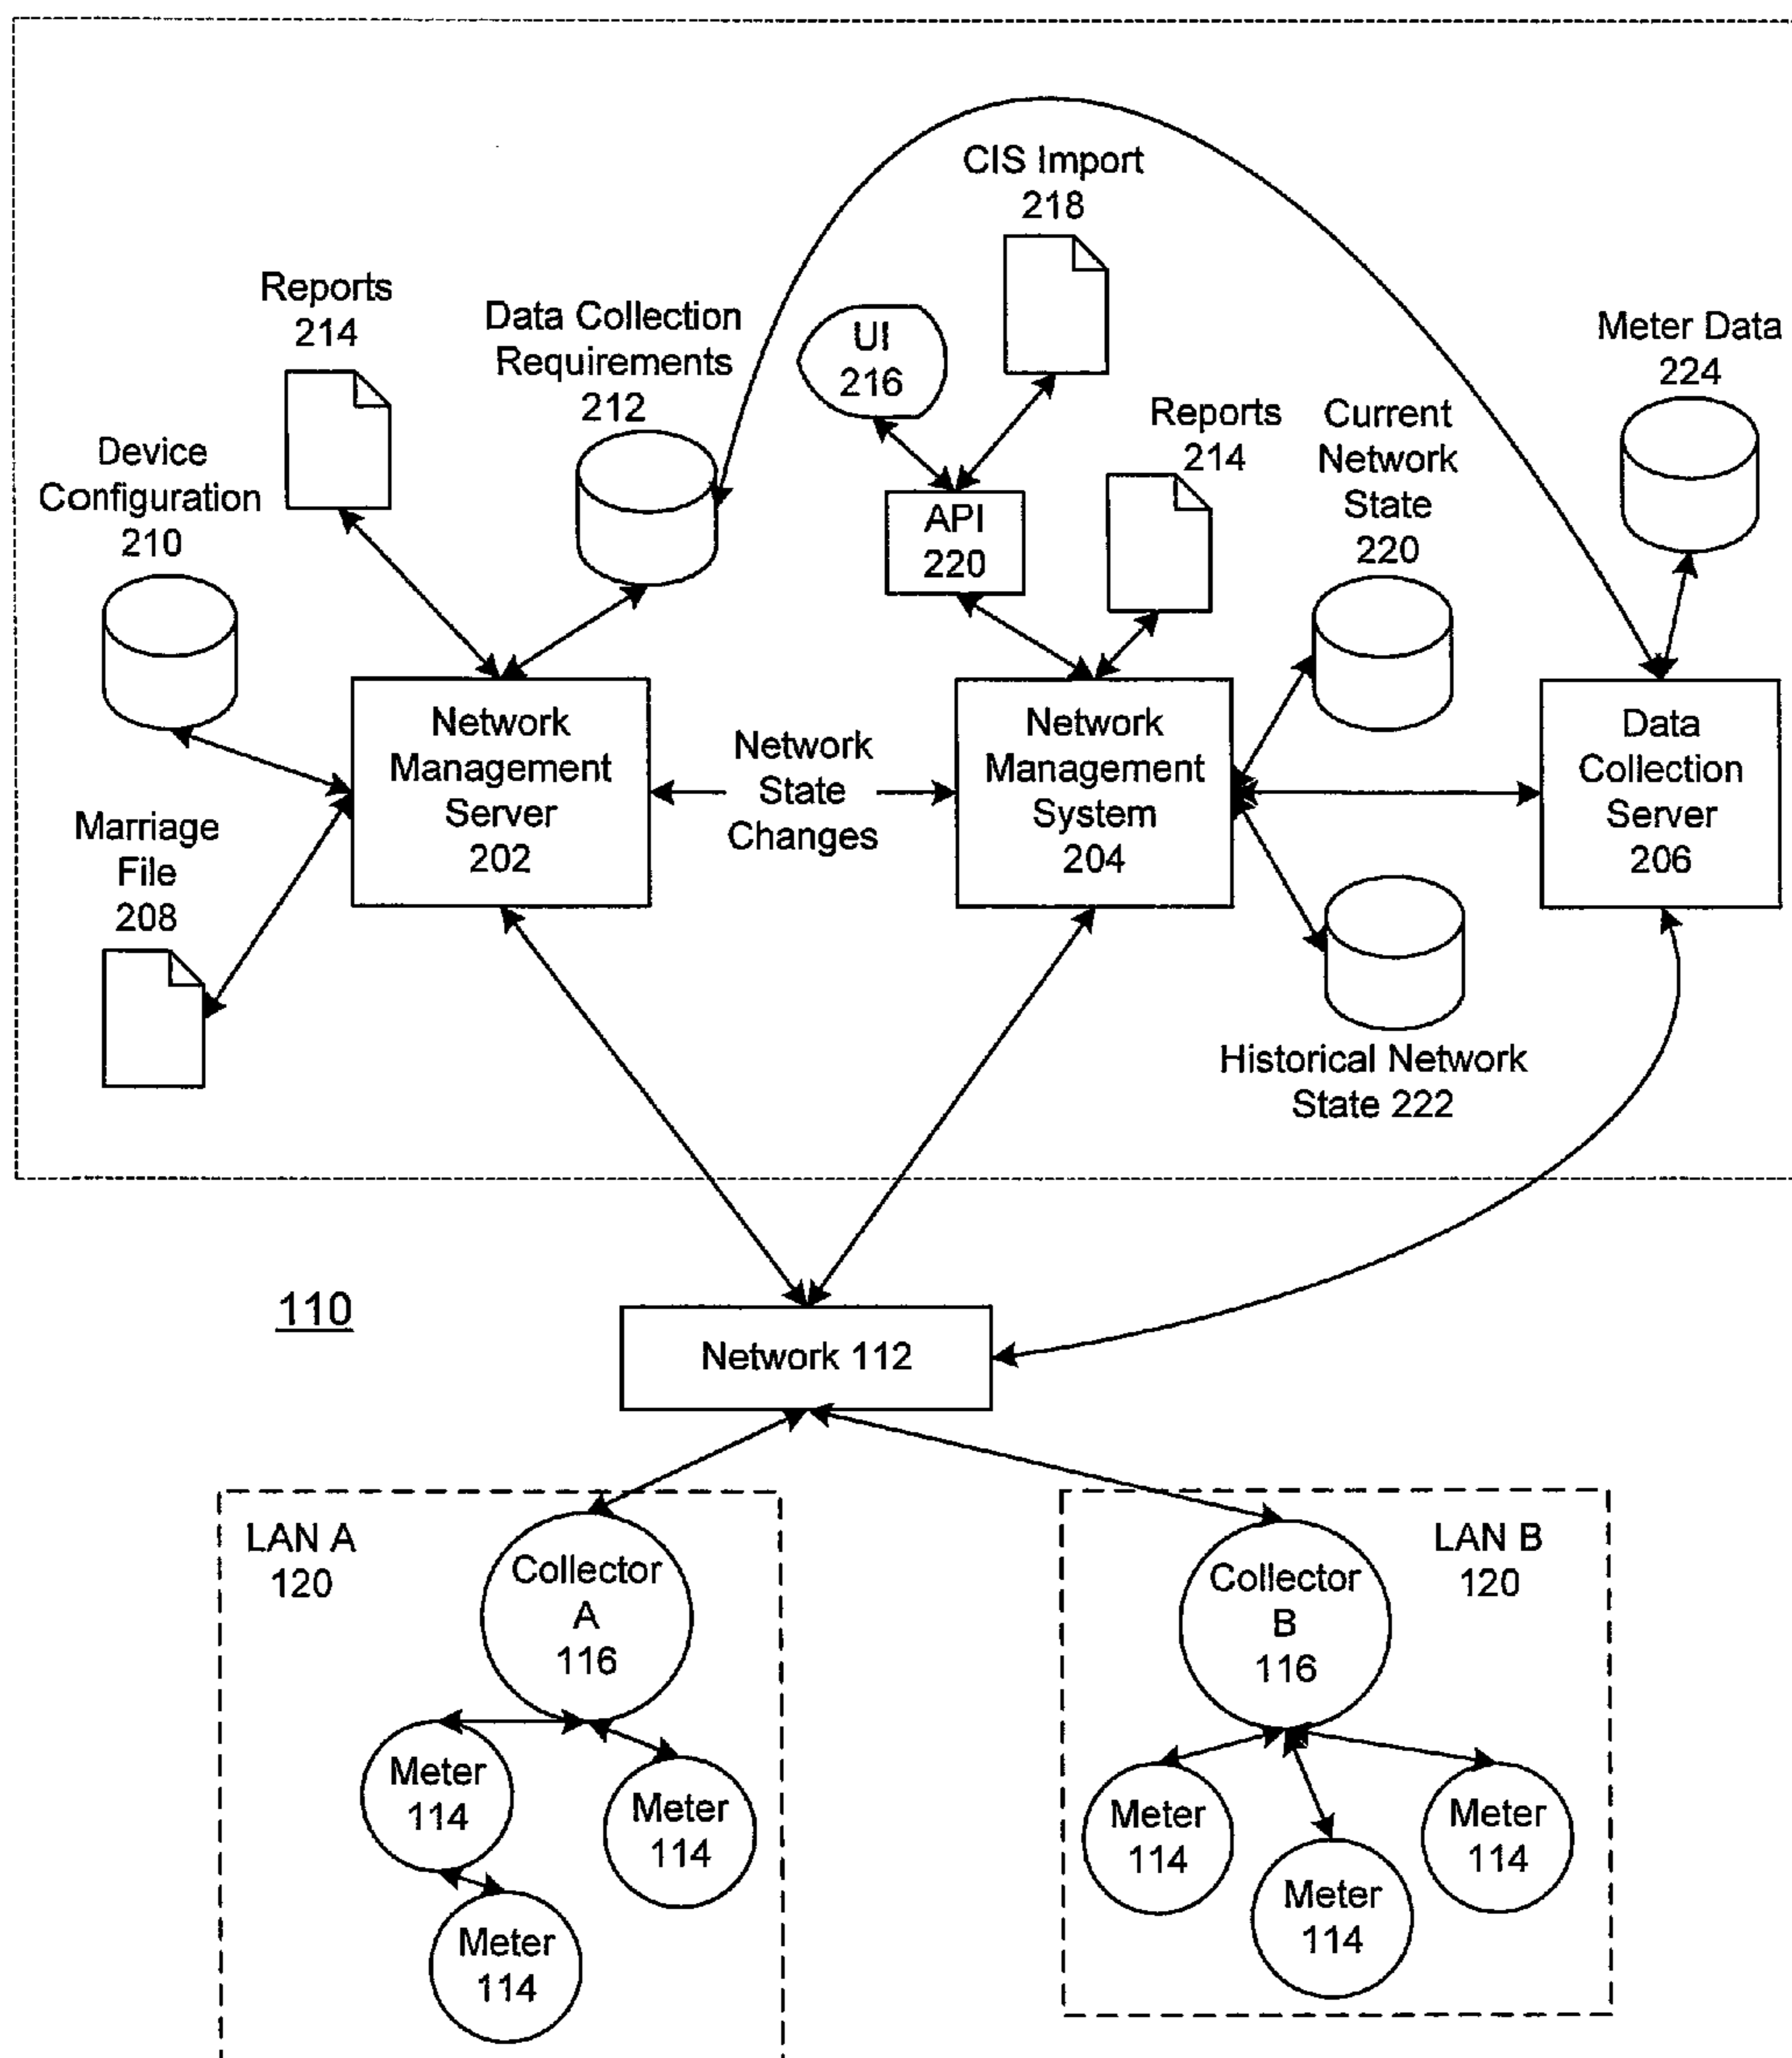 CIS Import
218
Reports
214
Data Collection
Requirements
212
UI
216
Meter Data
224
Device
Configuration
210
Reports
214
Current
Network
State
220
API
220
Marriage
File
208
Network
Management
Server
202
Network
State
Changes
Network
Management
System
204
Data
Collection
Server
206
Historical Network
State 222
110
Network 112
LAN A
120
Collector
A
116
Meter
114
Meter
114
Meter
114
LAN B
120
Collector
B
116
Meter
114
Meter
114
Meter
114